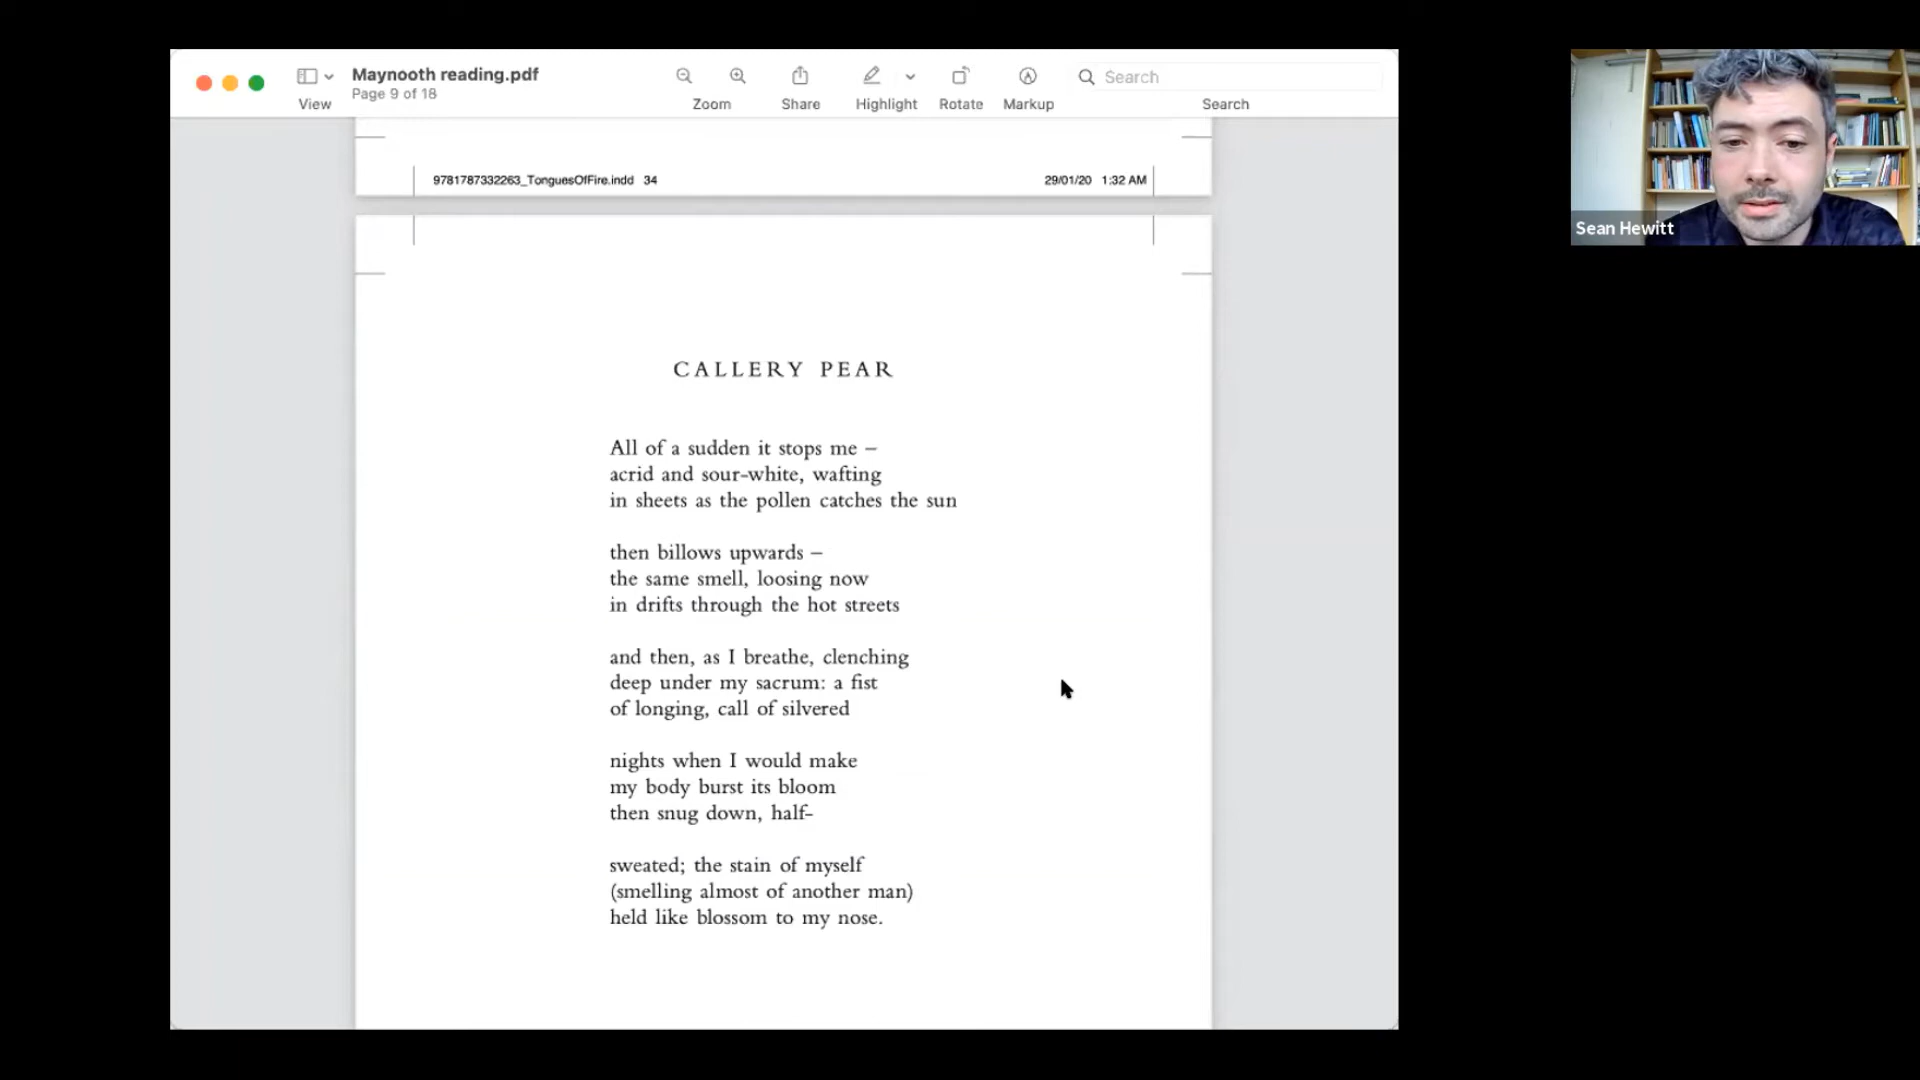 Maynooth reading.pdf
Page 9 of 18
View
Zoom
Share
Highlight
Rotate
Markup
Search
Search
9781787332263_TonguesOfFire.indd 34
29/01/20 1:32 AM
CALLERY PEAR
All of a sudden it stops me –
acrid and sour-white, wafting
in sheets as the pollen catches the sun
then billows upwards –
the same smell, loosing now
in drifts through the hot streets
and then, as I breathe, clenching
deep under my sacrum: a fist
of longing, call of silvered
nights when I would make
my body burst its bloom
then snug down, half-
sweated; the stain of myself
(smelling almost of another man)
held like blossom to my nose.
Sean Hewitt